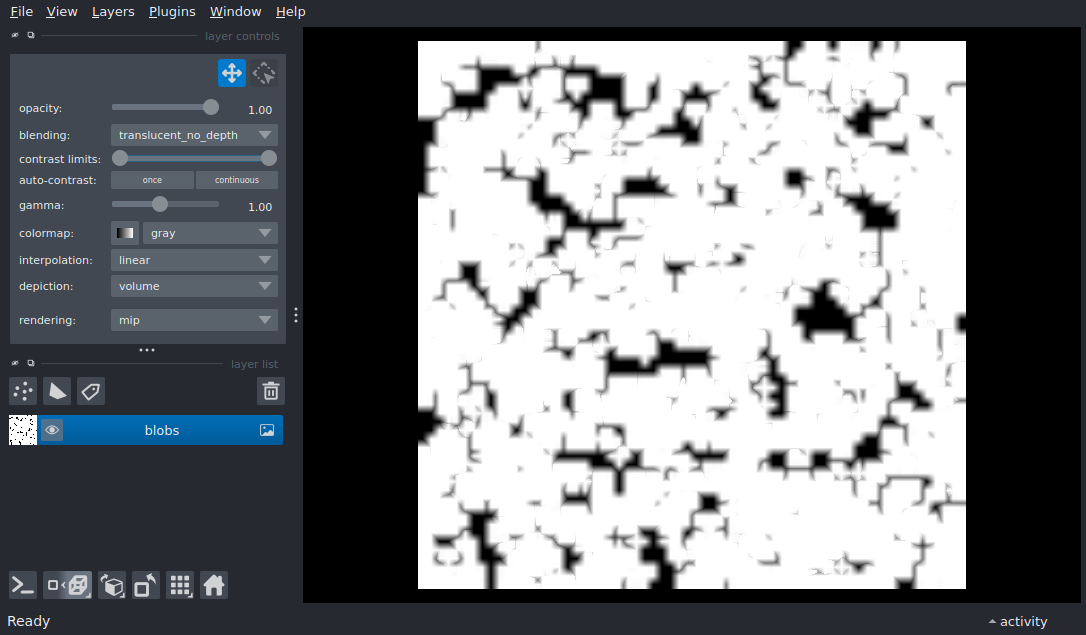 File View Layers Plugins Window Help
layer controls
opacity: 1.00
blending: translucent_no_depth
contrast limits:
auto-contrast: once continuous
gamma: 1.00
colormap: gray
interpolation: linear
depiction: volume
rendering: mip
layer list
blobs
Ready
activity